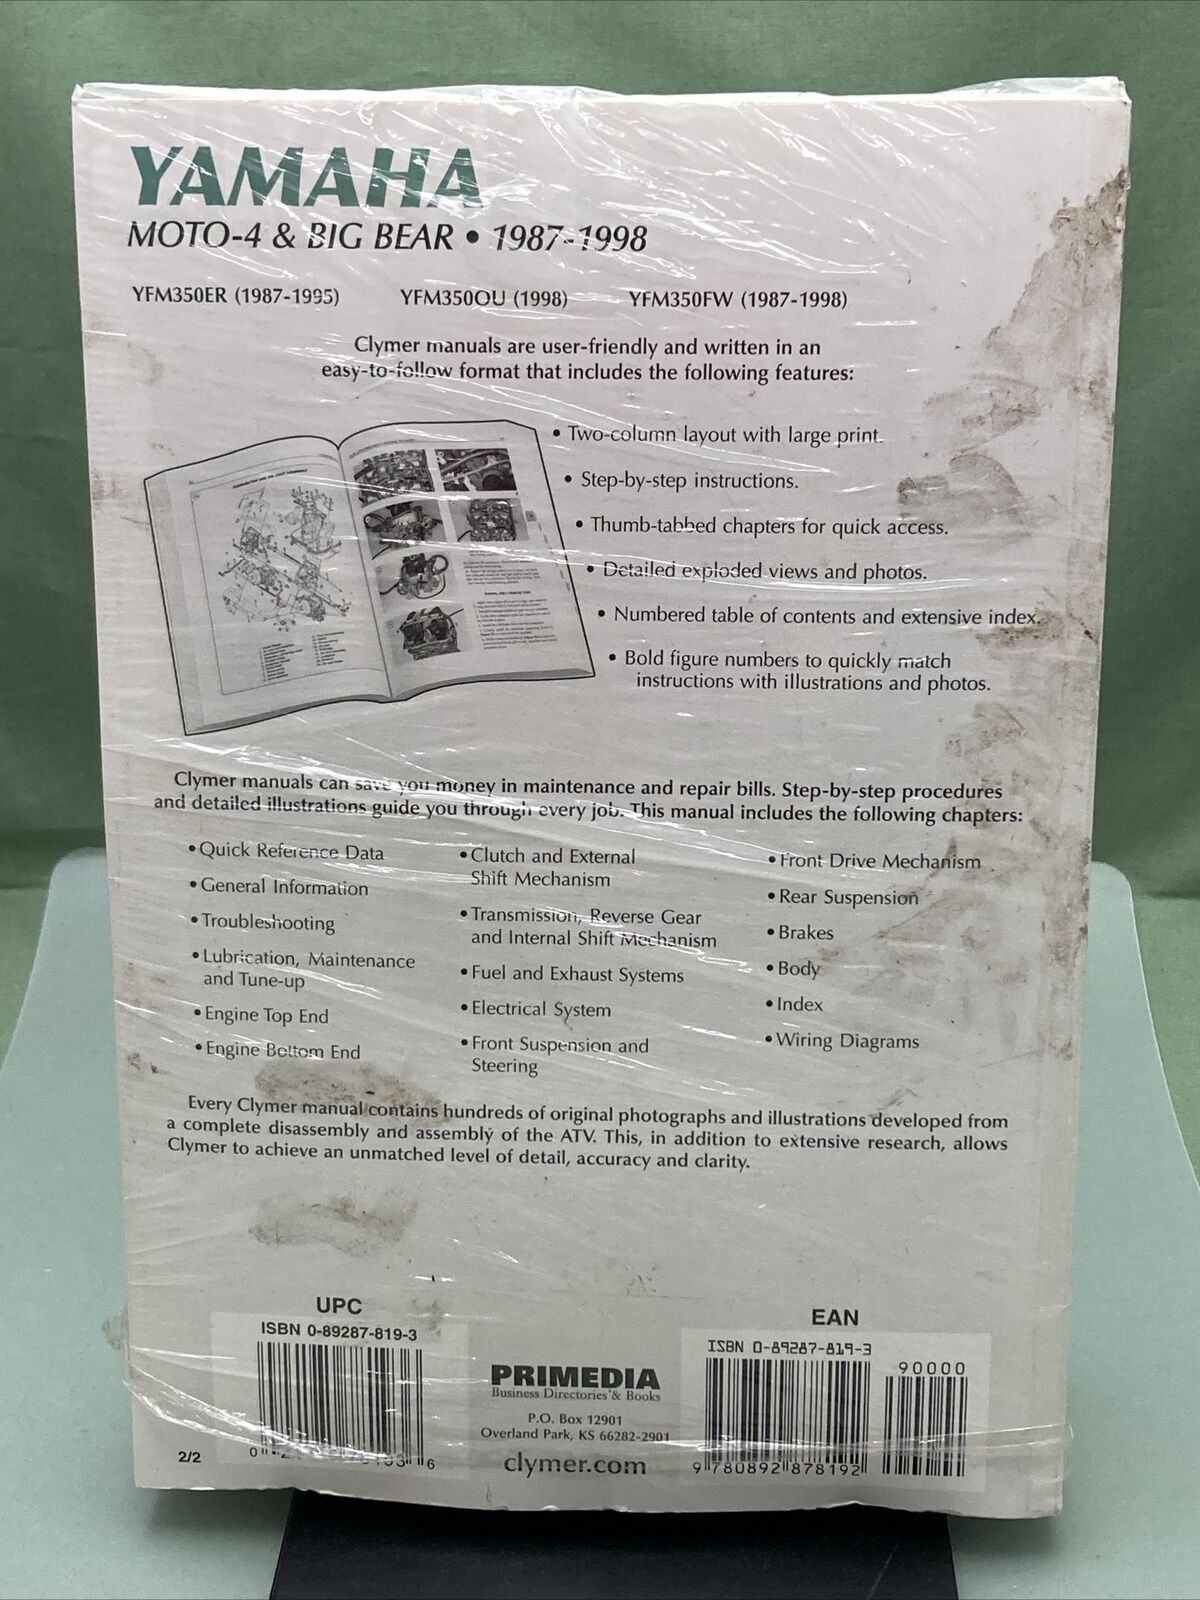 YAMAHA
MOTO-4 & BIG BEAR • 1987-1998
YFM350ER (1987-1995) YFM350OU (1998) YFM350FW (1987-1998)
Clymer manuals are user-friendly and written in an
easy-to-follow format that includes the following features:
• Two-column layout with large print.
• Step-by-step instructions.
• Thumb-tabbed chapters for quick access.
• Detailed exploded views and photos.
• Numbered table of contents and extensive index.
• Bold figure numbers to quickly match
instructions with illustrations and photos.
Clymer manuals can save you money in maintenance and repair bills. Step-by-step procedures
and detailed illustrations guide you through every job. This manual includes the following chapters:
• Quick Reference Data
• General Information
• Troubleshooting
• Lubrication, Maintenance
and Tune-up
• Engine Top End
• Engine Bottom End
• Clutch and External
Shift Mechanism
• Transmission, Reverse Gear
and Internal Shift Mechanism
• Fuel and Exhaust Systems
• Electrical System
• Front Suspension and
Steering
• Front Drive Mechanism
• Rear Suspension
• Brakes
• Body
• Index
• Wiring Diagrams
Every Clymer manual contains hundreds of original photographs and illustrations developed from
a complete disassembly and assembly of the ATV. This, in addition to extensive research, allows
Clymer to achieve an unmatched level of detail, accuracy and clarity.
UPC
ISBN 0-89287-819-3
2/2
PRIMEDIA
Business Directories & Books
P.O. Box 12901
Overland Park, KS 66282-2901
clymer.com
EAN
ISBN 0-89287-819-3
90000
9 780892 878192